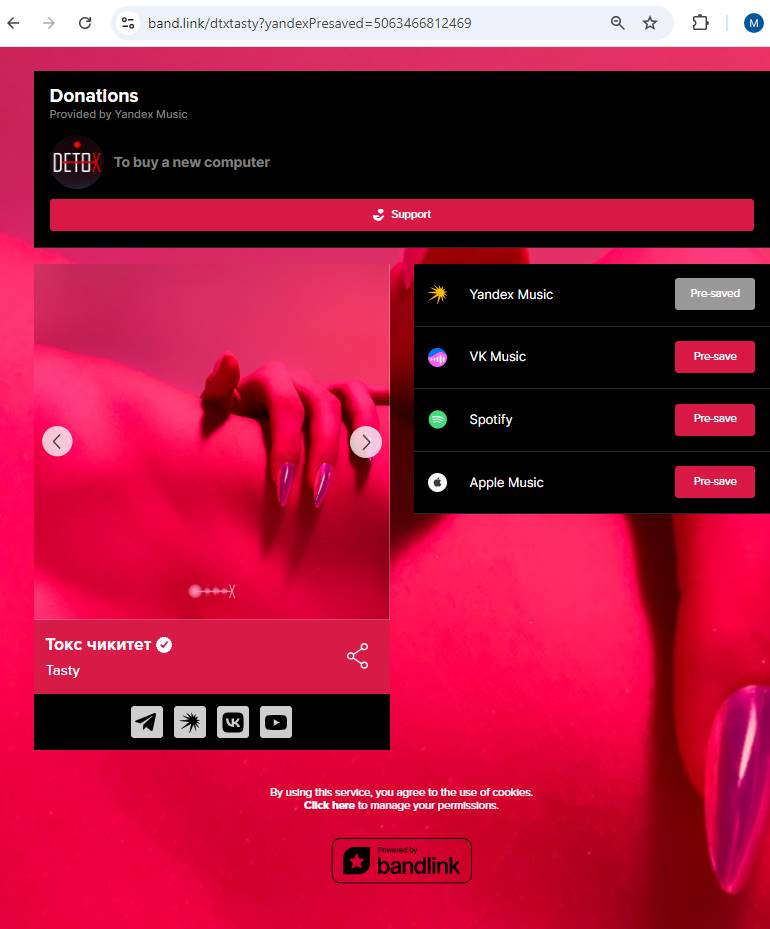 band.link/dtxtasty?yandexPresaved=5063466812469
M
Donations
Provided by Yandex Music
DETOX
To buy a new computer
Support
Yandex Music
Pre-saved
VK Music
Pre-save
Spotify
Pre-save
Apple Music
Pre-save
Токс чикитет
Tasty
By using this service, you agree to the use of cookies.
Click here to manage your permissions.
Powered by
bandlink